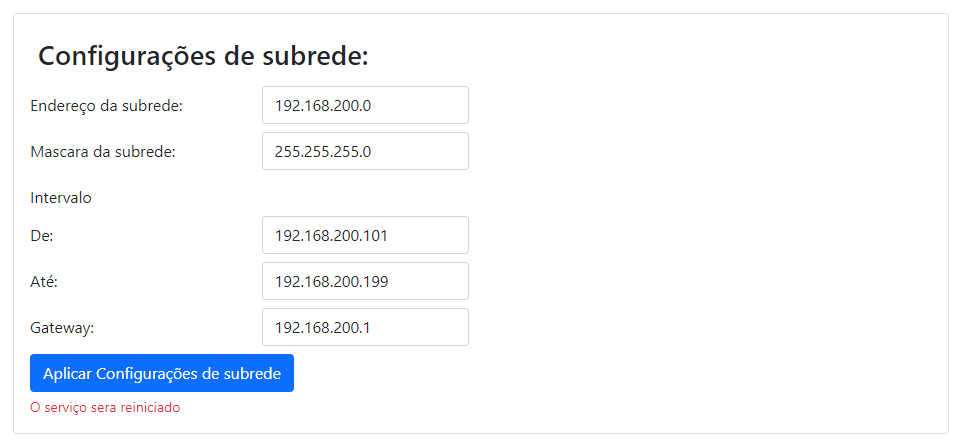 Configurações de subrede:
Endereço da subrede: 192.168.200.0
Mascara da subrede: 255.255.255.0
Intervalo
De: 192.168.200.101
Até: 192.168.200.199
Gateway: 192.168.200.1
Aplicar Configurações de subrede
O serviço sera reiniciado